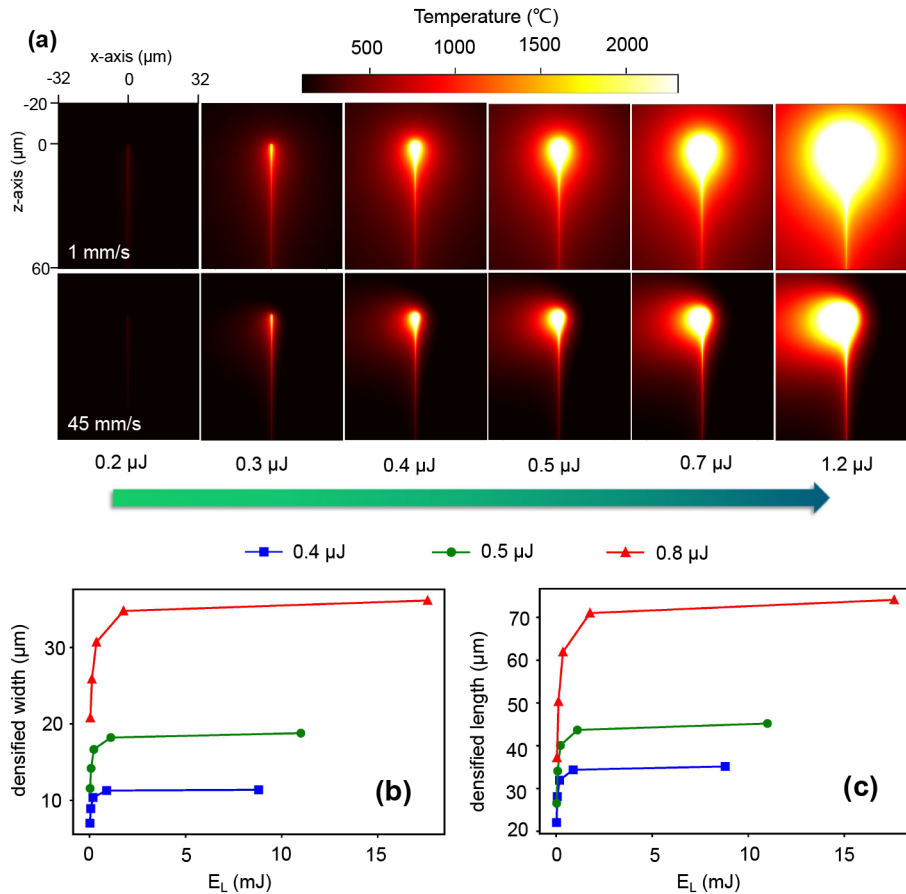 Temperature (℃)
(a)
x-axis (µm)
500 1000 1500 2000
-32 0 32
-20
0
z-axis (µm)
1 mm/s
60
45 mm/s
0.2 µJ 0.3 µJ 0.4 µJ 0.5 µJ 0.7 µJ 1.2 µJ
0.4 µJ 0.5 µJ 0.8 µJ
densified width (µm)
30
20
10
0 5 10 15
E_L (mJ)
(b)
densified length (µm)
70
60
50
40
30
20
0 5 10 15
E_L (mJ)
(c)